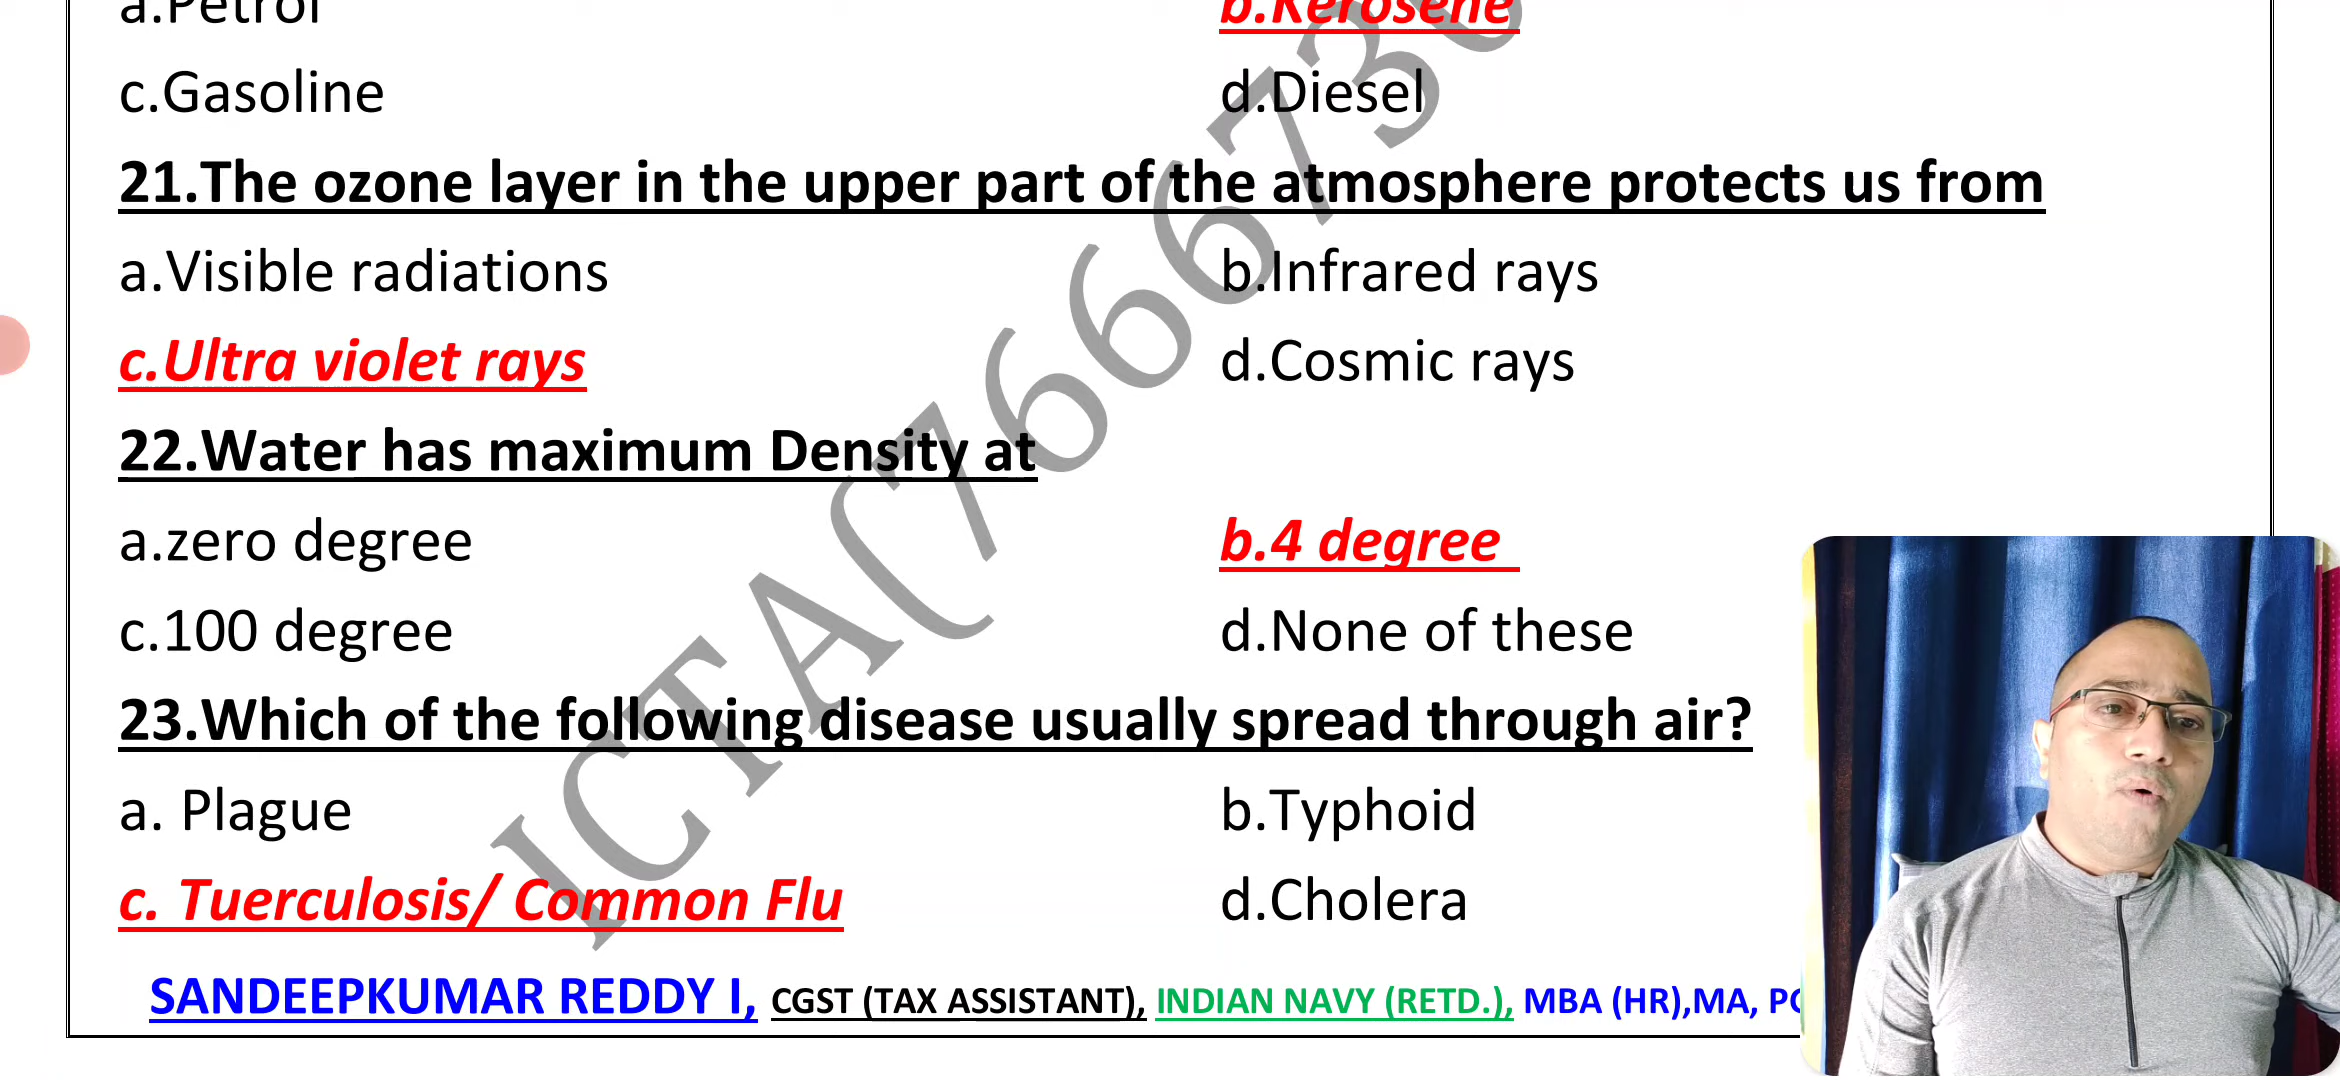 a.Petrol b.Kerosene
c.Gasoline d.Diesel
21.The ozone layer in the upper part of the atmosphere protects us from
a.Visible radiations b.Infrared rays
c.Ultra violet rays d.Cosmic rays
22.Water has maximum Density at
a.zero degree b.4 degree
c.100 degree d.None of these
23.Which of the following disease usually spread through air?
a. Plague b.Typhoid
c. Tuerculosis/ Common Flu d.Cholera
SANDEEPKUMAR REDDY I, CGST (TAX ASSISTANT), INDIAN NAVY (RETD.), MBA (HR),MA,
ICTA(766673